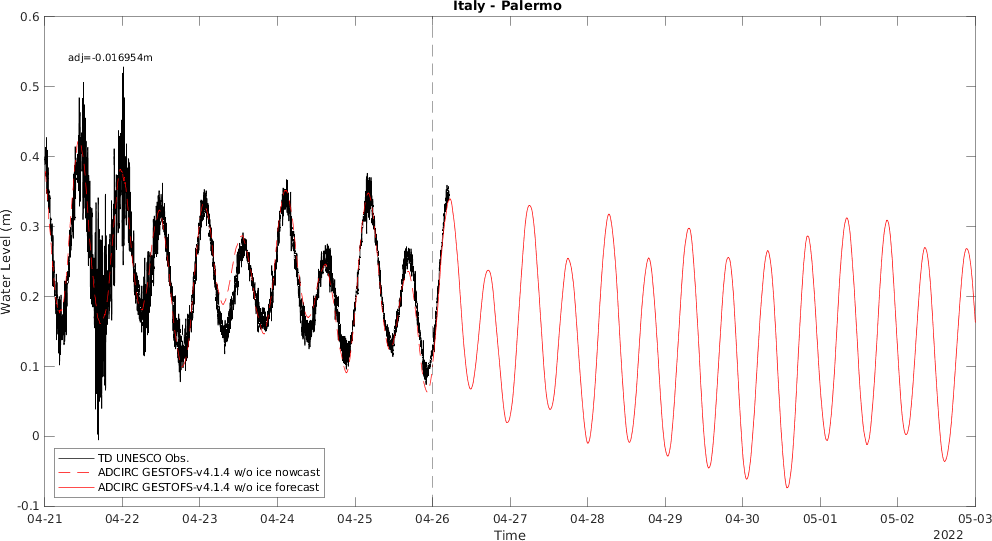 Italy - Palermo
0.6
0.5
0.4
0.3
0.2
0.1
0
-0.1
Water Level (m)
adj=-0.016954m
TD UNESCO Obs.
ADCIRC GESTOFS-v4.1.4 w/o ice nowcast
ADCIRC GESTOFS-v4.1.4 w/o ice forecast
04-21 04-22 04-23 04-24 04-25 04-26 04-27 04-28 04-29 04-30 05-01 05-02 05-03
Time
2022